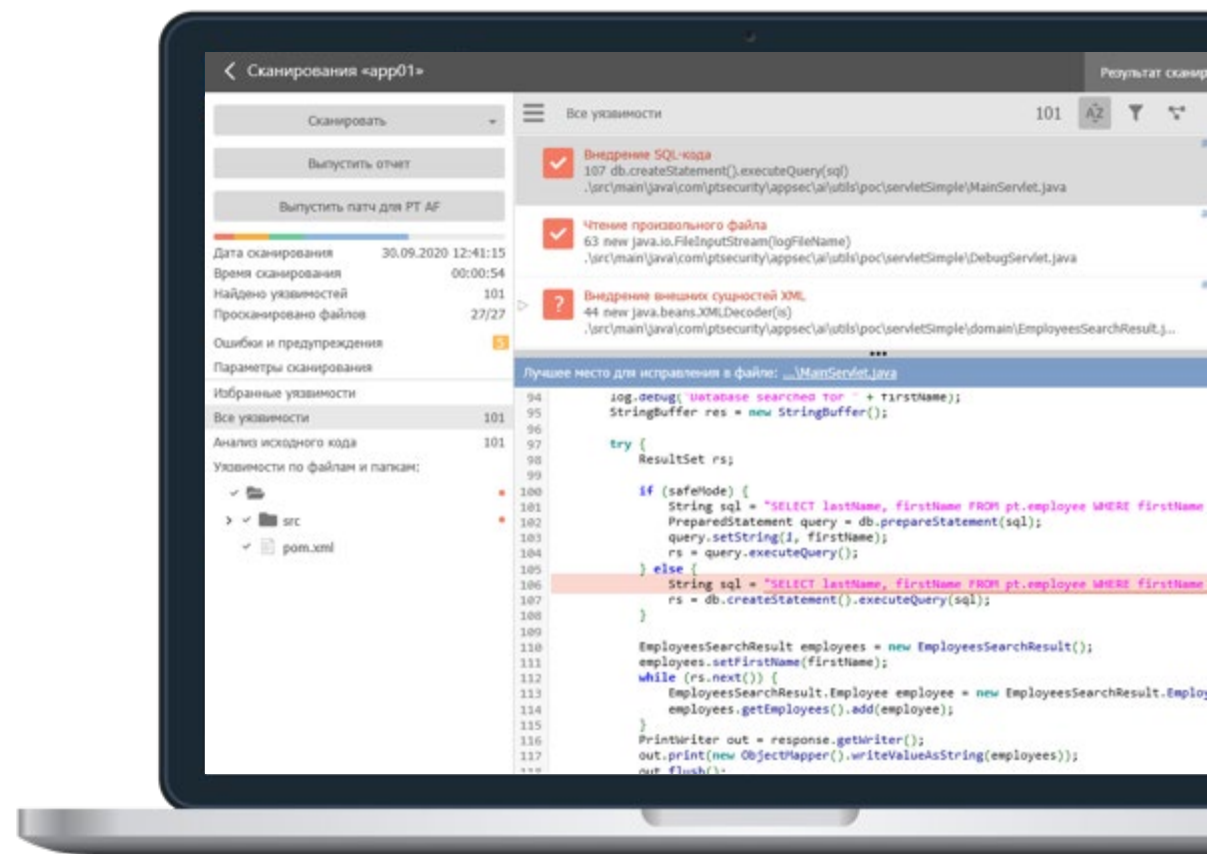 Сканирования «app01»
Результат сканир
Сканировать
Выпустить отчет
Выпустить патч для PT AF
Дата сканирования 30.09.2020 12:41:15
Время сканирования 00:00:54
Найдено уязвимостей 101
Просканировано файлов 27/27
Ошибки и предупреждения 5
Параметры сканирования
Избранные уязвимости
Все уязвимости 101
Анализ исходного кода 101
Уязвимости по файлам и папкам:
src
pom.xml
Все уязвимости 101 AZ
Внедрение SQL-кода
107 db.createStatement().executeQuery(sql)
.\src\main\java\com\ptsecurity\appsec\ai\utils\poc\servletSimple\MainServlet.java
Чтение произвольного файла
63 new java.io.FileInputStream(logFileName)
.\src\main\java\com\ptsecurity\appsec\ai\utils\poc\servletSimple\DebugServlet.java
?
Внедрение внешних сущностей XML
44 new java.beans.XMLDecoder(is)
.\src\main\java\com\ptsecurity\appsec\ai\utils\poc\servletSimple\domain\EmployeesSearchResult.j...
Лучшее место для исправления в файле: ...\MainServlet.java
94 log.debug("Database searched for " + firstName);
95 StringBuffer res = new StringBuffer();
96
97 try {
98 ResultSet rs;
99
100 if (safeMode) {
101 String sql = "SELECT lastName, firstName FROM pt.employee WHERE firstName
102 PreparedStatement query = db.prepareStatement(sql);
103 query.setString(1, firstName);
104 rs = query.executeQuery();
105 } else {
106 String sql = "SELECT lastName, firstName FROM pt.employee WHERE firstName
107 rs = db.createStatement().executeQuery(sql);
108 }
109
110 EmployeesSearchResult employees = new EmployeesSearchResult();
111 employees.setFirstName(firstName);
112 while (rs.next()) {
113 EmployeesSearchResult.Employee employee = new EmployeesSearchResult.Employ
114 employees.getEmployees().add(employee);
115 }
116 PrintWriter out = response.getWriter();
117 out.print(new ObjectMapper().writeValueAsString(employees));
118 out.flush();